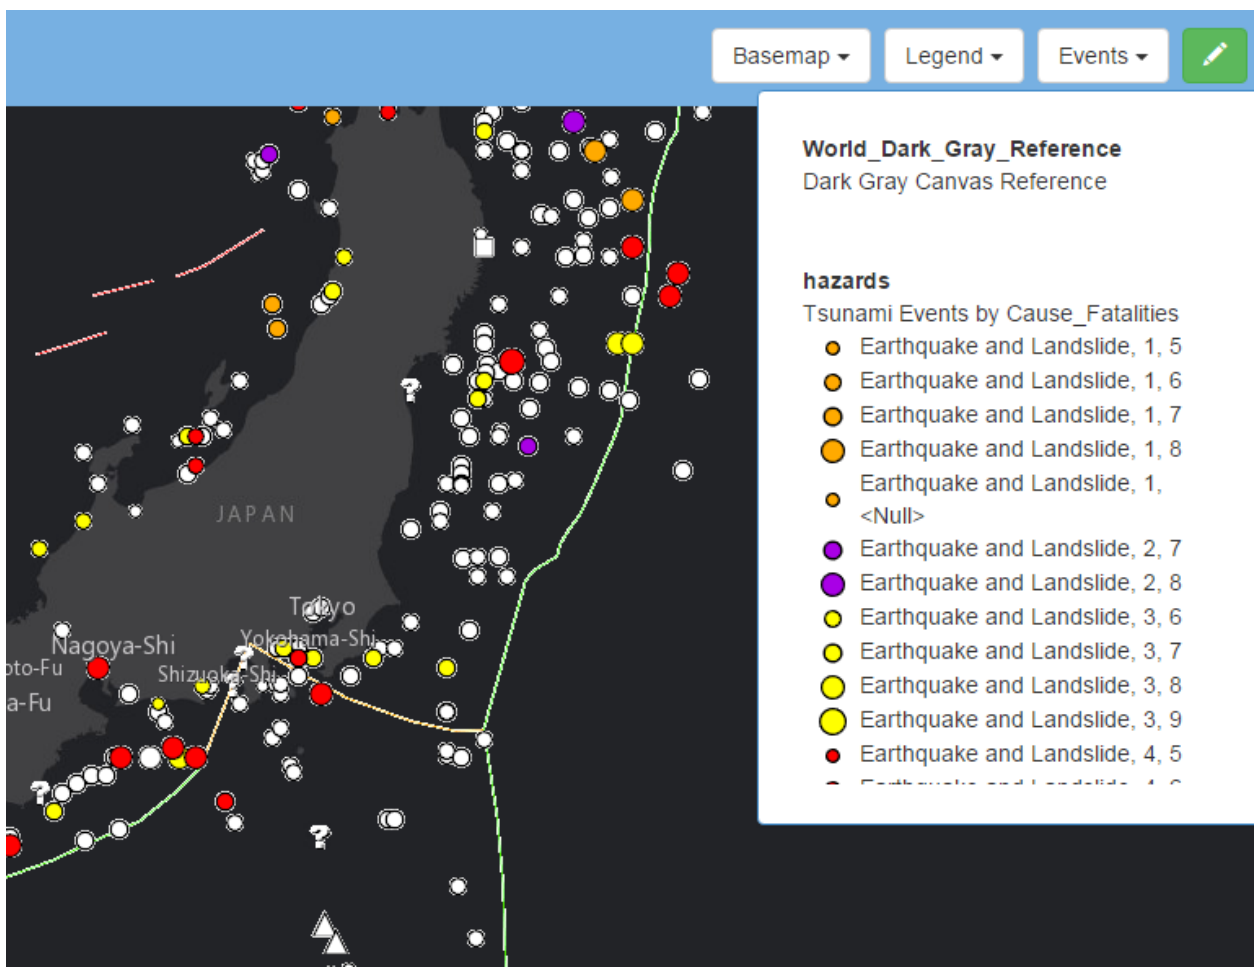 Basemap
Legend
Events
World_Dark_Gray_Reference
Dark Gray Canvas Reference
hazards
Tsunami Events by Cause_Fatalities
Earthquake and Landslide, 1, 5
Earthquake and Landslide, 1, 6
Earthquake and Landslide, 1, 7
Earthquake and Landslide, 1, 8
Earthquake and Landslide, 1,
<Null>
Earthquake and Landslide, 2, 7
Earthquake and Landslide, 2, 8
Earthquake and Landslide, 3, 6
Earthquake and Landslide, 3, 7
Earthquake and Landslide, 3, 8
Earthquake and Landslide, 3, 9
Earthquake and Landslide, 4, 5
?
JAPAN
Tokyo
Yokohama-Shi
Nagoya-Shi
?
oto-Fu
Shizuoka-Shi
a-Fu
?
?